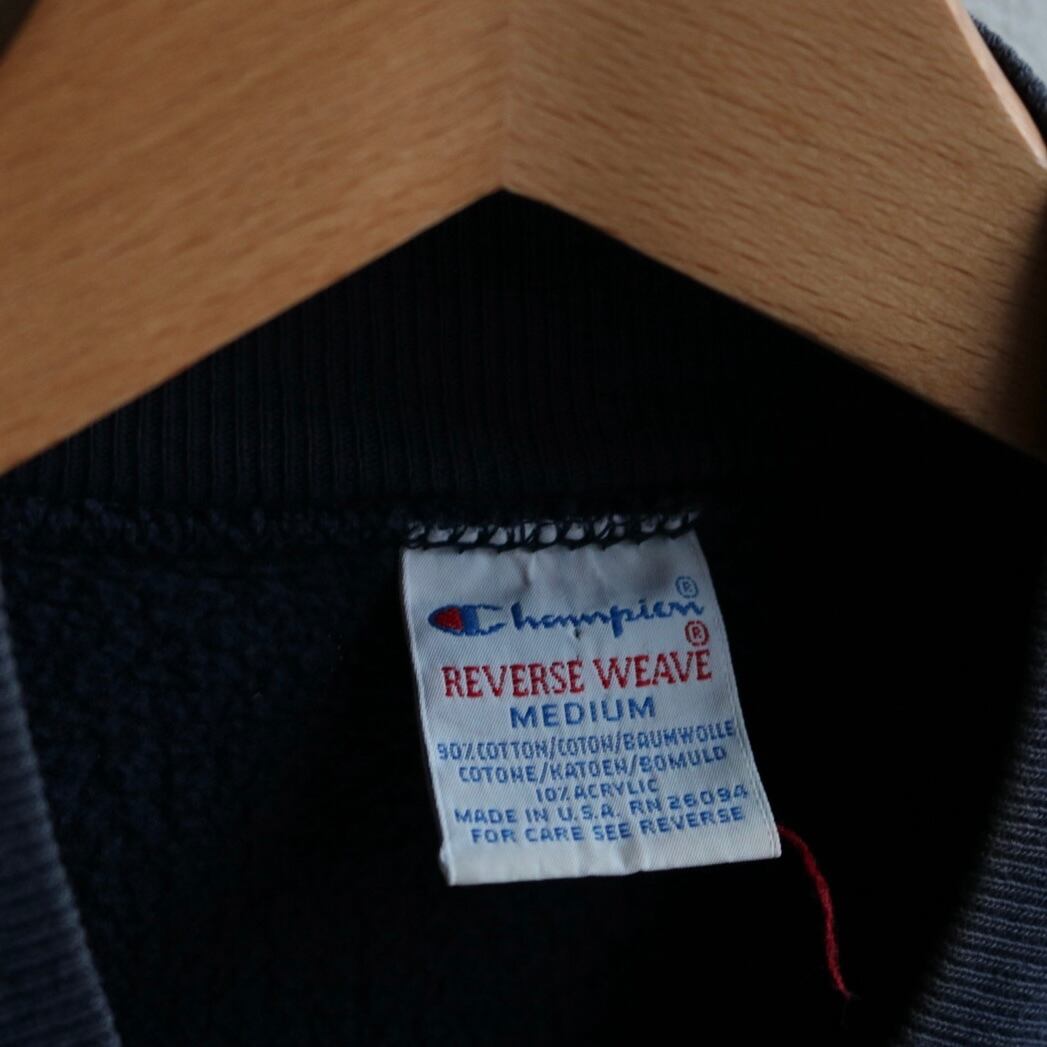 Champion®
REVERSE WEAVE®
MEDIUM
90% COTTON/COTON/BAUMWOLLE
COTONE/KATOEN/BOMULD
10% ACRYLIC
MADE IN U.S.A. RN 26094
FOR CARE SEE REVERSE